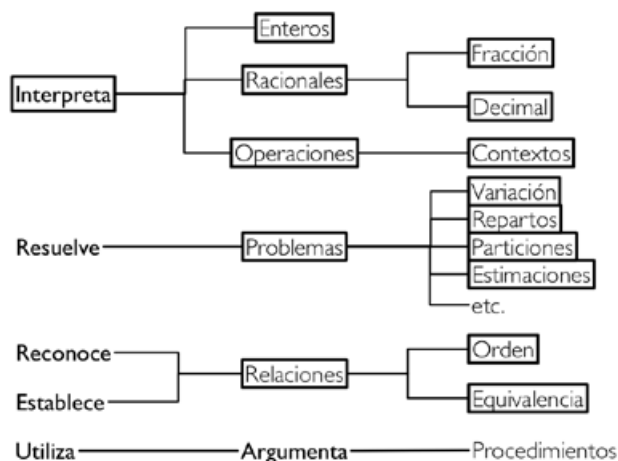 Enteros
Interpreta
Racionales
Fracción
Decimal
Operaciones
Contextos
Resuelve
Problemas
Variación
Repartos
Particiones
Estimaciones
etc.
Reconoce
Establece
Relaciones
Orden
Equivalencia
Utiliza Argumenta Procedimientos